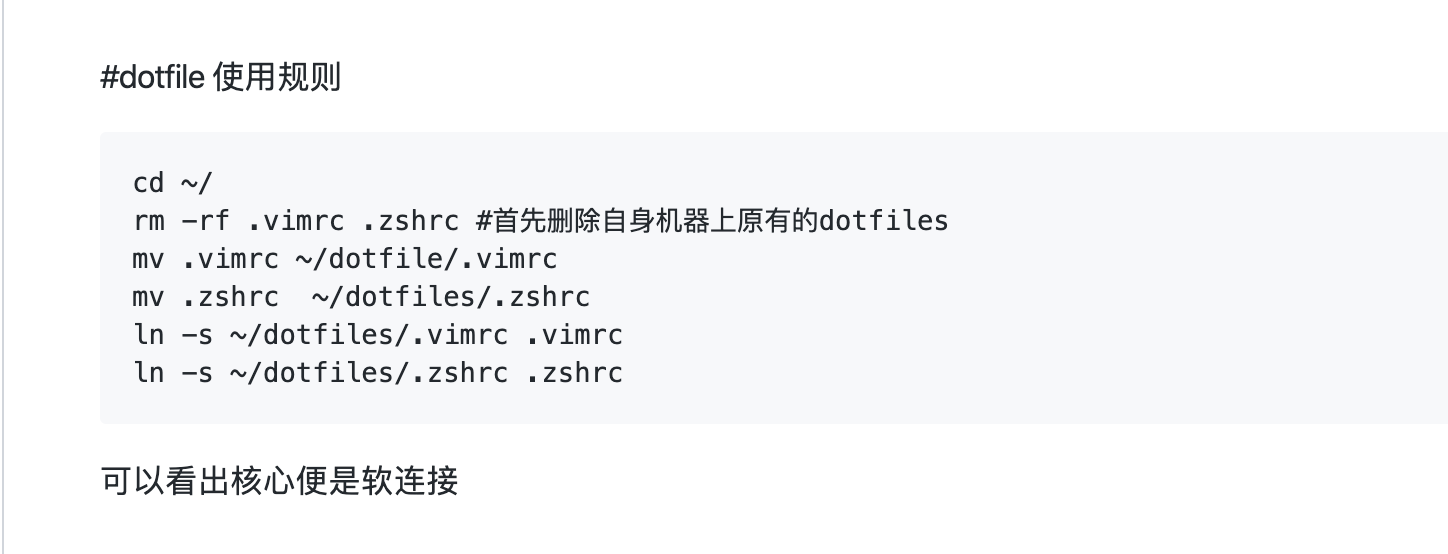 #dotfile 使用规则
cd ~/
rm -rf .vimrc .zshrc #首先删除自身机器上原有的dotfiles
mv .vimrc ~/dotfile/.vimrc
mv .zshrc  ~/dotfiles/.zshrc
ln -s ~/dotfiles/.vimrc .vimrc
ln -s ~/dotfiles/.zshrc .zshrc
可以看出核心便是软连接